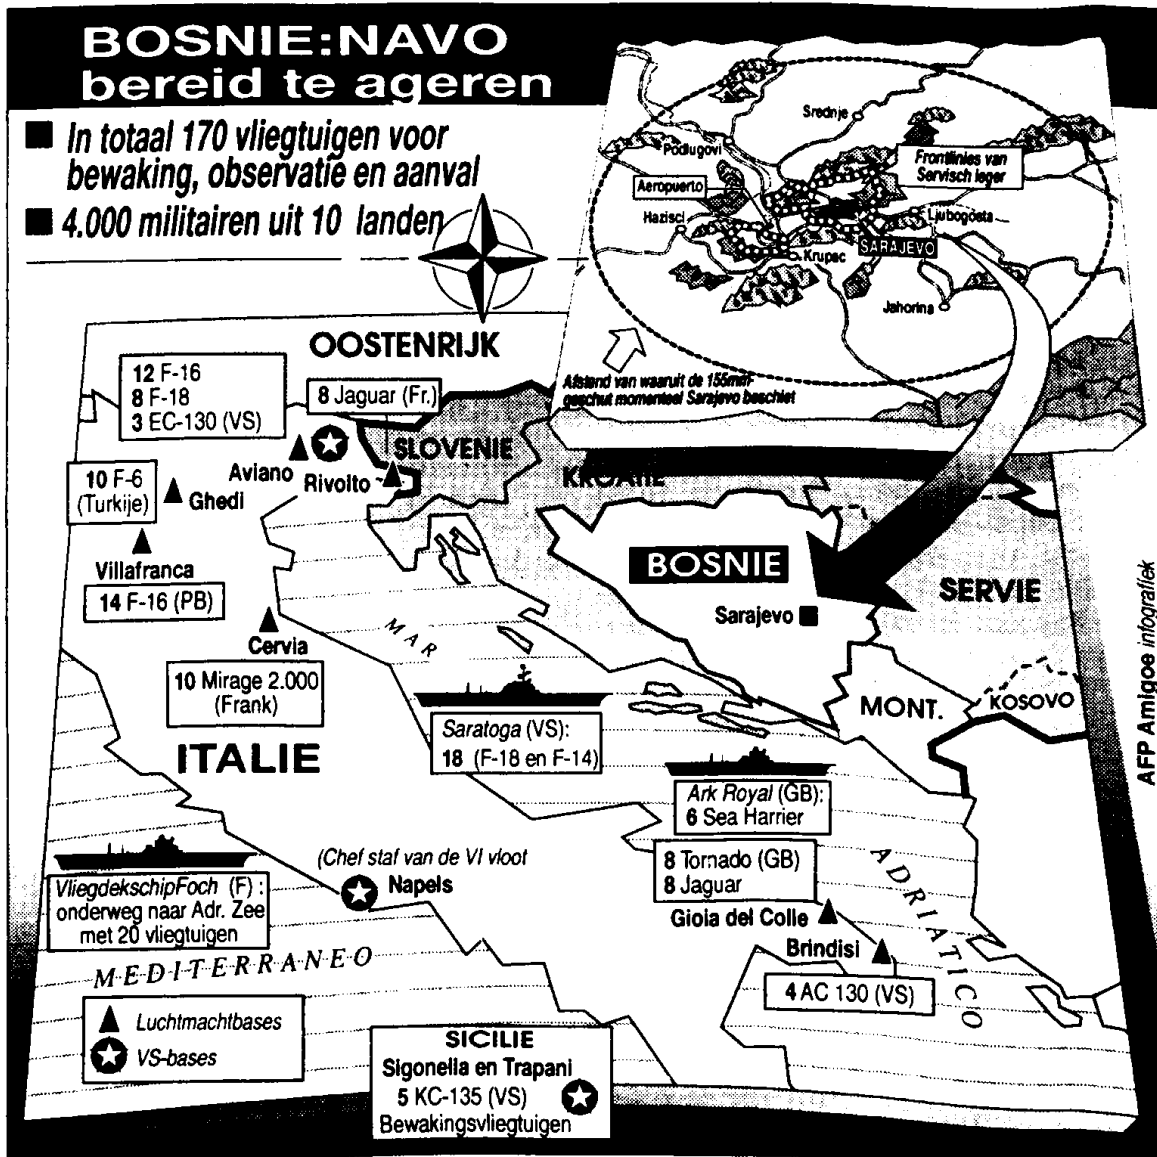 BOSNIE:NAVO
bereid te ageren
In totaal 170 vliegtuigen voor
bewaking, observatie en aanval
4.000 militairen uit 10 landen
Srednje
Podlugovi
Frontlinies van
Servisch leger
Aeropuerto
Hazisci
Ljubogosta
SARAJEVO
Krupac
Jahorina
Afstand van waaruit de 155mm-
geschut momenteel Sarajevo beschiet
OOSTENRIJK
12 F-16
8 F-18
3 EC-130 (VS)
8 Jaguar (Fr.)
SLOVENIE
KROATIE
Aviano
Rivolto
10 F-6
(Turkije)
Ghedi
Villafranca
14 F-16 (PB)
BOSNIE
SERVIE
Sarajevo
Cervia
10 Mirage 2.000
(Frank)
MAR
ITALIE
Saratoga (VS):
18 (F-18 en F-14)
MONT.
KOSOVO
Ark Royal (GB):
6 Sea Harrier
8 Tornado (GB)
8 Jaguar
Gioia del Colle
Brindisi
4 AC 130 (VS)
ADRIATICO
(Chef staf van de VI vloot
Napels
VliegdekschipFoch (F) :
onderweg naar Adr. Zee
met 20 vliegtuigen
MEDITERRANEO
Luchtmachtbases
VS-bases
SICILIE
Sigonella en Trapani
5 KC-135 (VS)
Bewakingsvliegtuigen
AFP Amigoe infografiek